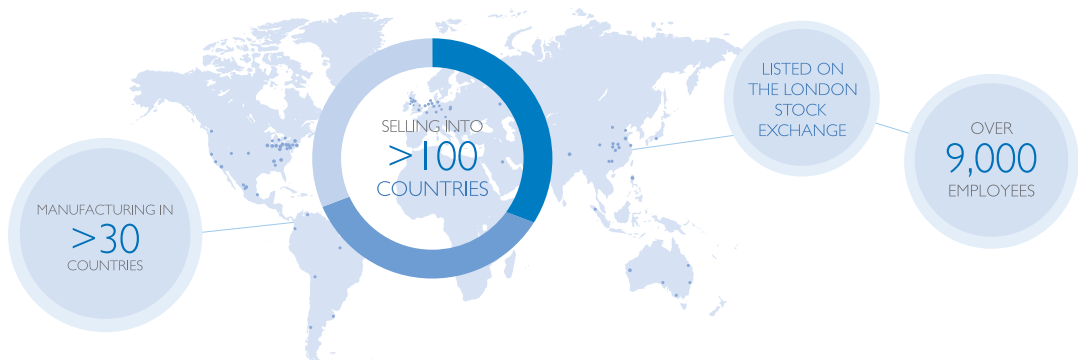 MANUFACTURING IN
>30
COUNTRIES
SELLING INTO
>100
COUNTRIES
LISTED ON
THE LONDON
STOCK
EXCHANGE
OVER
9,000
EMPLOYEES